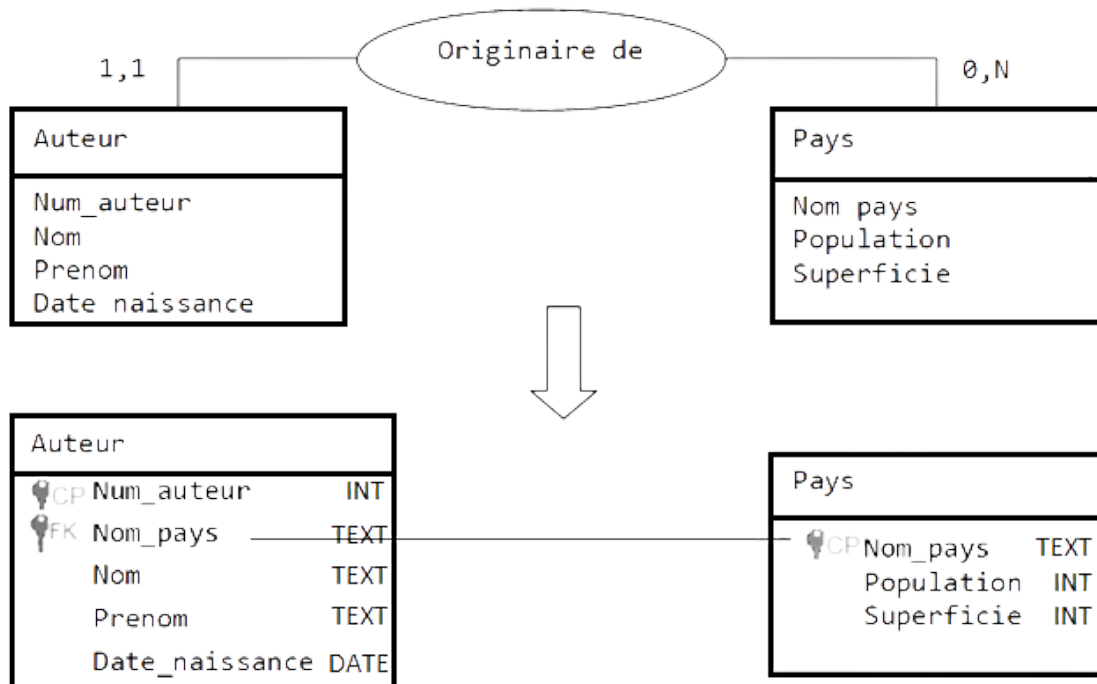 Originaire de
1,1
0,N
Auteur
Num_auteur
Nom
Prenom
Date naissance
Pays
Nom pays
Population
Superficie
Auteur
CP Num_auteur INT
FK Nom_pays TEXT
Nom TEXT
Prenom TEXT
Date_naissance DATE
Pays
CP Nom_pays TEXT
Population INT
Superficie INT